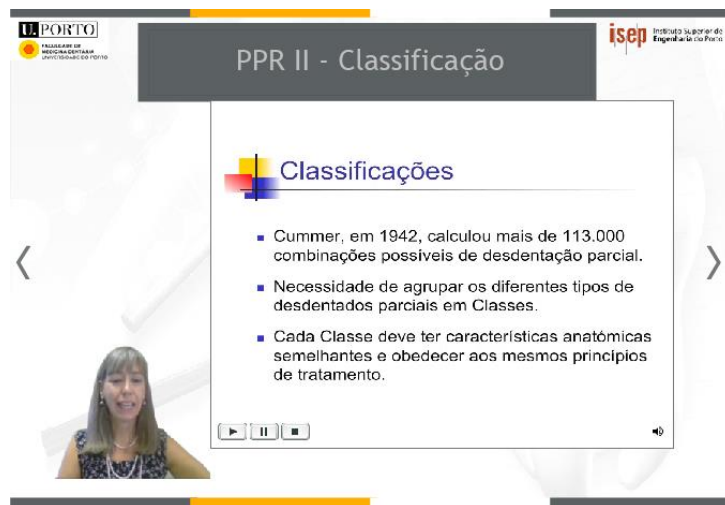 U. PORTO
FACULDADE DE
MEDICINA DENTÁRIA
UNIVERSIDADE DO PORTO
isep Instituto Superior de
Engenharia do Porto
PPR II - Classificação
Classificações
Cummer, em 1942, calculou mais de 113.000
combinações possiveis de desdentação parcial.
Necessidade de agrupar os diferentes tipos de
desdentados parciais em Classes.
Cada Classe deve ter características anatómicas
semelhantes e obedecer aos mesmos princípios
de tratamento.